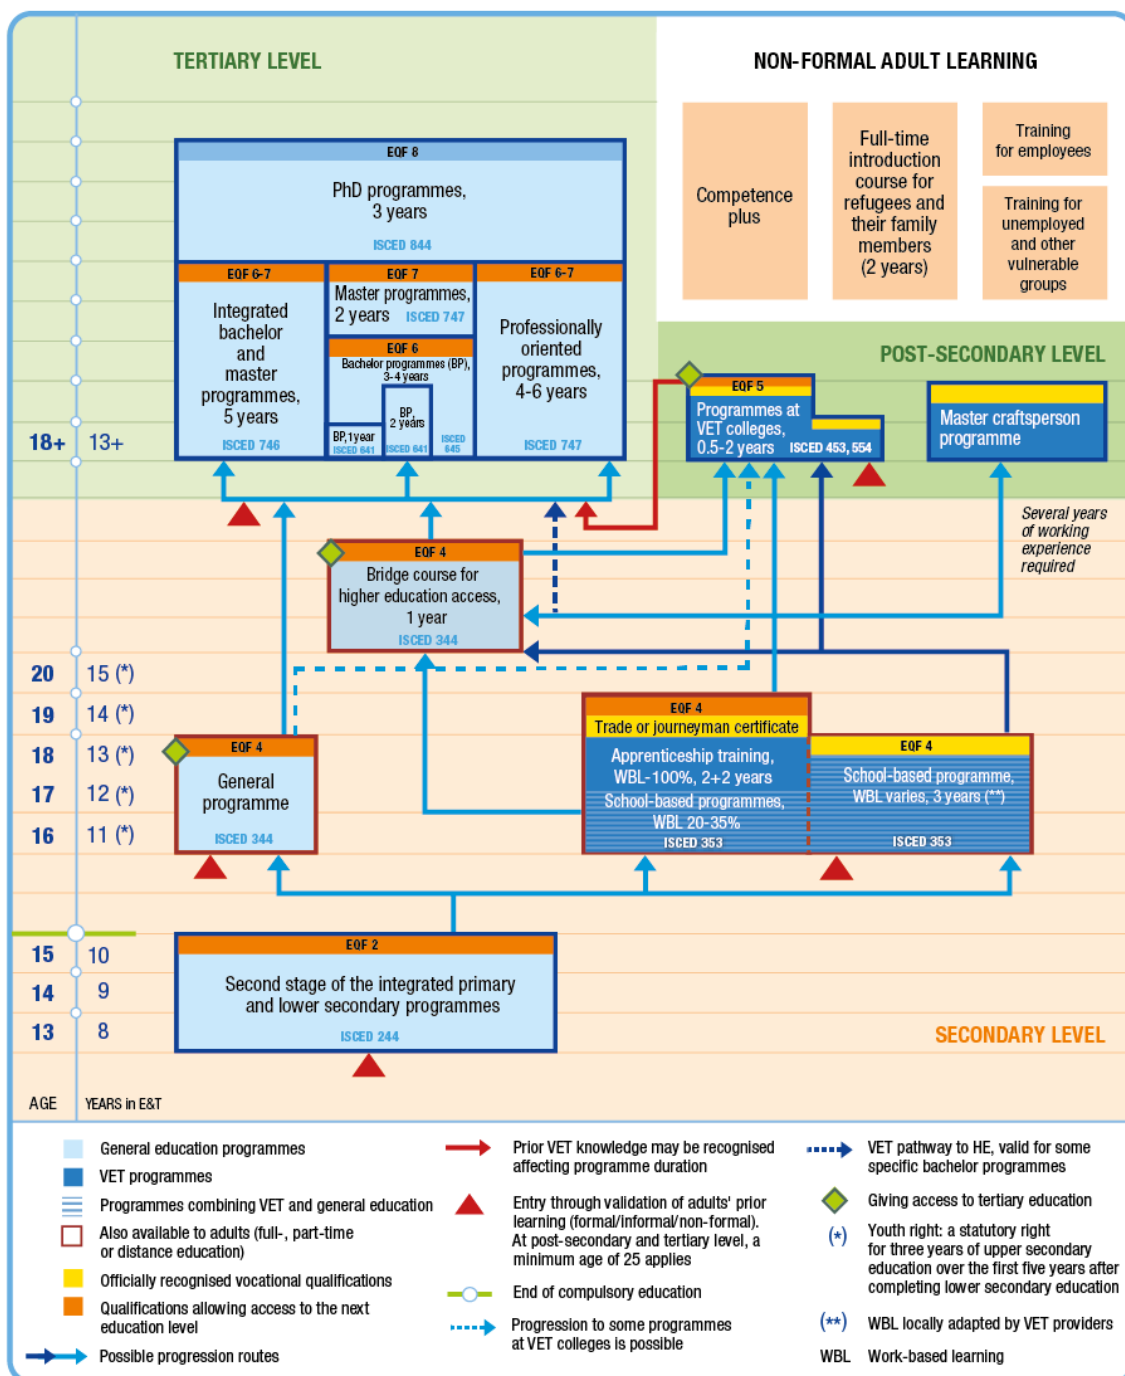 TERTIARY LEVEL
NON-FORMAL ADULT LEARNING
Competence
plus
Full-time
introduction
course for
refugees and
their family
members
(2 years)
Training
for employees
Training for
unemployed
and other
vulnerable
groups
EQF 8
PhD programmes,
3 years
ISCED 844
EQF 6-7
Integrated
bachelor
and
master
programmes,
5 years
ISCED 746
EQF 7
Master programmes,
2 years ISCED 747
EQF 6
Bachelor programmes (BP),
3-4 years
BP,
2 years
ISCED 641
BP, 1 year
ISCED 641
ISCED
645
EQF 6-7
Professionally
oriented
programmes,
4-6 years
ISCED 747
POST-SECONDARY LEVEL
EQF 5
Programmes at
VET colleges,
0.5-2 years ISCED 453, 554
Master craftsperson
programme
18+ 13+
Several years
of working
experience
required
EQF 4
Bridge course for
higher education access,
1 year
ISCED 344
20 15 (*)
19 14 (*)
18 13 (*)
17 12 (*)
16 11 (*)
EQF 4
General
programme
ISCED 344
EQF 4
Trade or journeyman certificate
Apprenticeship training,
WBL-100%, 2+2 years
School-based programmes,
WBL 20-35%
ISCED 353
EQF 4
School-based programme,
WBL varies, 3 years (**)
ISCED 353
15 10
14 9
13 8
EQF 2
Second stage of the integrated primary
and lower secondary programmes
ISCED 244
SECONDARY LEVEL
AGE YEARS in E&T
General education programmes
VET programmes
Programmes combining VET and general education
Also available to adults (full-, part-time
or distance education)
Officially recognised vocational qualifications
Qualifications allowing access to the next
education level
Possible progression routes
Prior VET knowledge may be recognised
affecting programme duration
Entry through validation of adults' prior
learning (formal/informal/non-formal).
At post-secondary and tertiary level, a
minimum age of 25 applies
End of compulsory education
Progression to some programmes
at VET colleges is possible
VET pathway to HE, valid for some
specific bachelor programmes
Giving access to tertiary education
(*) Youth right: a statutory right
for three years of upper secondary
education over the first five years after
completing lower secondary education
(**) WBL locally adapted by VET providers
WBL Work-based learning